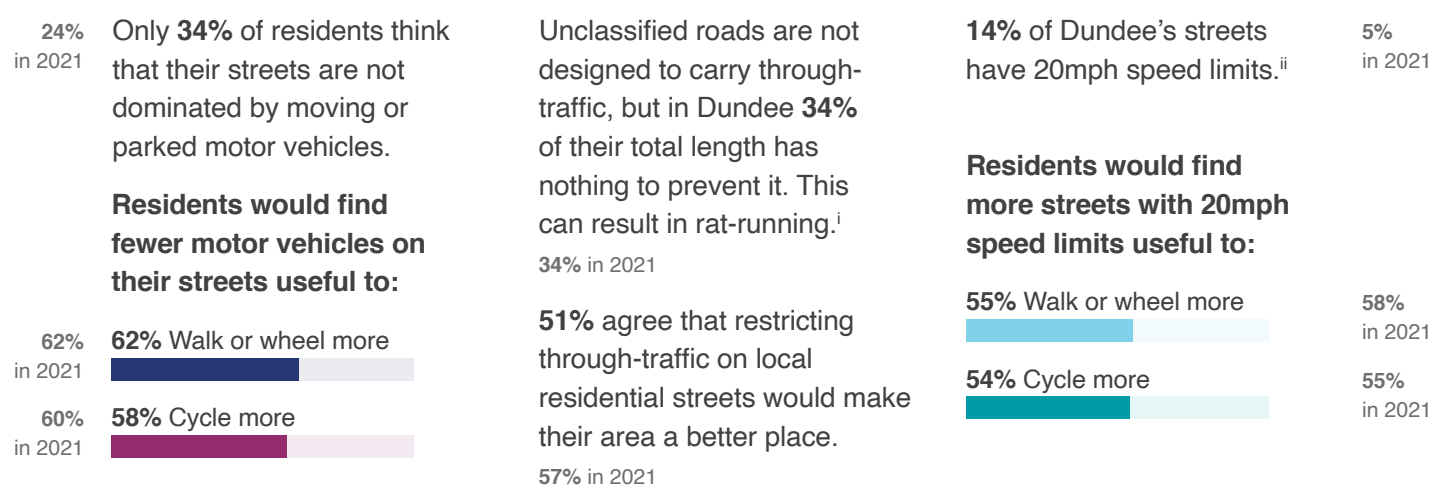 24%
in 2021
Only 34% of residents think
that their streets are not
dominated by moving or
parked motor vehicles.
Residents would find
fewer motor vehicles on
their streets useful to:
62%
in 2021
62% Walk or wheel more
60%
in 2021
58% Cycle more
Unclassified roads are not
designed to carry through-
traffic, but in Dundee 34%
of their total length has
nothing to prevent it. This
can result in rat-running.i
34% in 2021
51% agree that restricting
through-traffic on local
residential streets would make
their area a better place.
57% in 2021
14% of Dundee’s streets
have 20mph speed limits.ii
5%
in 2021
Residents would find
more streets with 20mph
speed limits useful to:
55% Walk or wheel more
58%
in 2021
54% Cycle more
55%
in 2021